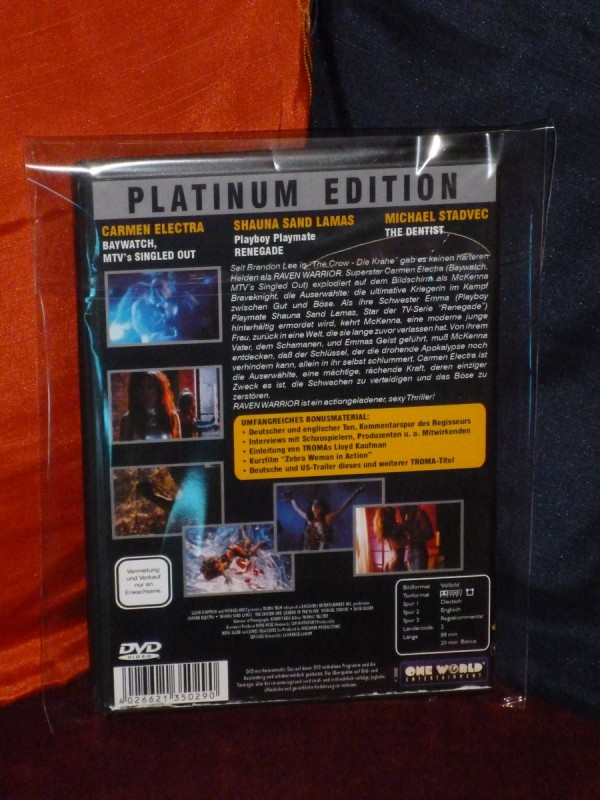 PLATINUM EDITION
CARMEN ELECTRA
BAYWATCH,
MTV's SINGLED OUT
SHAUNA SAND LAMAS
Playboy Playmate
RENEGADE
MICHAEL STADVEC
THE DENTIST
Seit Brandon Lee in "The Crow - Die Krähe" gab es keinen härteren
Helden als RAVEN WARRIOR. Superstar Carmen Electra (Baywatch,
MTV's Singled Out) explodiert auf dem Bildschirm als McKenna
Braveknight, die Auserwählte: die ultimative Kriegerin im Kampf
zwischen Gut und Böse. Als ihre Schwester Emma (Playboy
Playmate Shauna Sand Lamas, Star der TV-Serie "Renegade")
hinterhältig ermordet wird, kehrt McKenna, eine moderne junge
Frau, zurück in eine Welt, die sie lange zuvor verlassen hat. Von ihrem
Vater, dem Schamanen, und Emmas Geist geführt, muß McKenna
entdecken, daß der Schlüssel, der die drohende Apokalypse noch
verhindern kann, allein in ihr selbst schlummert. Carmen Electra ist
die Auserwählte, eine mächtige, rächende Kraft, deren einziger
Zweck es ist, die Schwachen zu verteidigen und das Böse zu
zerstören.
RAVEN WARRIOR ist ein actiongeladener, sexy Thriller!
UMFANGREICHES BONUSMATERIAL:
• Deutscher und englischer Ton, Kommentarspur des Regisseurs
• Interviews mit Schauspielern, Produzenten u. a. Mitwirkenden
• Einleitung von TROMAs Lloyd Kaufman
• Kurzfilm "Zebra Woman in Action"
• Deutsche und US-Trailer dieses und weiterer TROMA-Titel
Vermietung
und Verkauf
nur an
Erwachsene.
Bildformat Vollbild
Tonformat
Spur 1 Deutsch
Spur 2 Englisch
Spur 3 Regiekommentar
Ländercode 2
Länge 88 min
20 min Bonus
DVD
VIDEO
4 026621 350290
ONE WORLD
ENTERTAINMENT